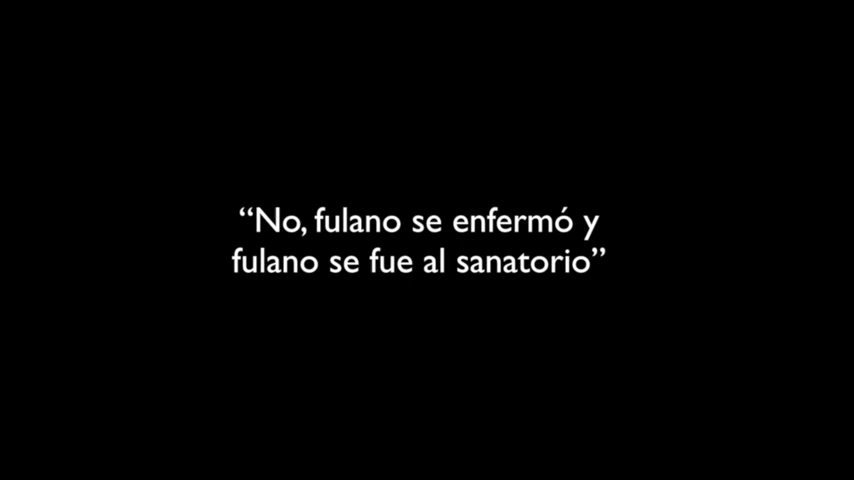 “No, fulano se enfermó y
fulano se fue al sanatorio”